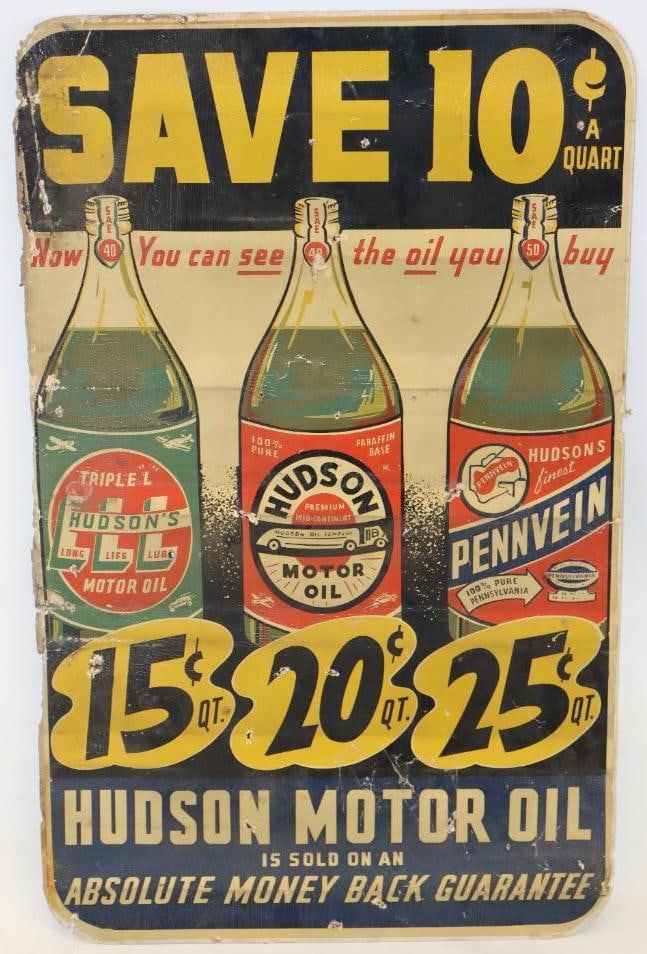 SAVE 10¢
A
QUART
Now You can see the oil you buy
SAE
40
SAE
40
SAE
50
TRIPLE "L"
LLL
HUDSON'S
LONG LIFE LUBE
MOTOR OIL
100% PURE
PARAFFIN BASE
HUDSON
PREMIUM
MID-CONTINENT
HUDSON OIL COMPANY
MOTOR
OIL
PENNVEIN
HUDSONS
finest
PENNVEIN
100% PURE
PENNSYLVANIA
PENNSYLVANIA
15¢ QT.
20¢ QT.
25¢ QT.
HUDSON MOTOR OIL
IS SOLD ON AN
ABSOLUTE MONEY BACK GUARANTEE